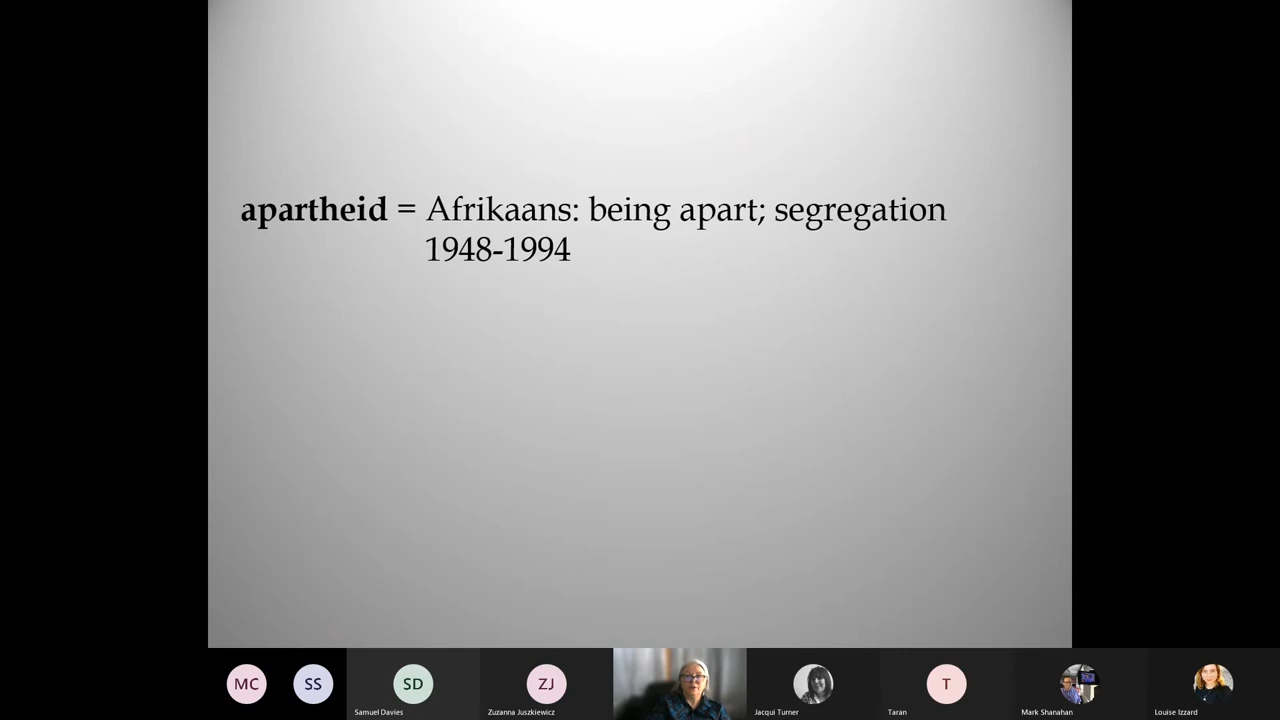 apartheid = Afrikaans: being apart; segregation
1948-1994
MC
SS
SD
ZJ
T
Samuel Davies
Zuzanna Juszkiewicz
Jacqui Turner
Taran
Mark Shanahan
Louise Izzard